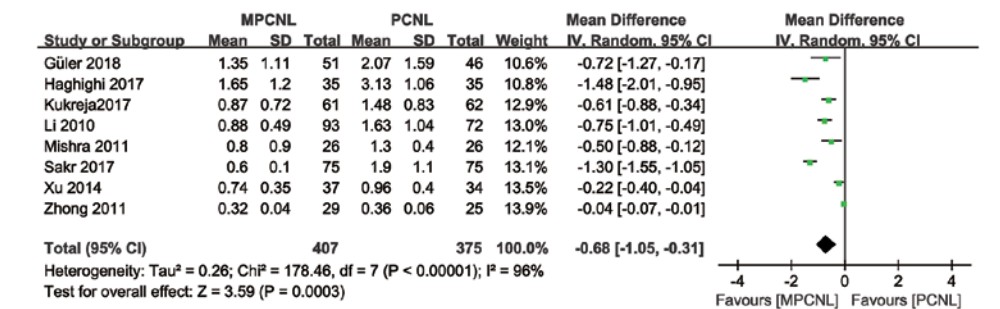 MPCNL PCNL Mean Difference Mean Difference
Study or Subgroup Mean SD Total Mean SD Total Weight IV. Random. 95% CI IV. Random. 95% CI
Güler 2018 1.35 1.11 51 2.07 1.59 46 10.6% -0.72 [-1.27, -0.17]
Haghighi 2017 1.65 1.2 35 3.13 1.06 35 10.8% -1.48 [-2.01, -0.95]
Kukreja2017 0.87 0.72 61 1.48 0.83 62 12.9% -0.61 [-0.88, -0.34]
Li 2010 0.88 0.49 93 1.63 1.04 72 13.0% -0.75 [-1.01, -0.49]
Mishra 2011 0.8 0.9 26 1.3 0.4 26 12.1% -0.50 [-0.88, -0.12]
Sakr 2017 0.6 0.1 75 1.9 1.1 75 13.1% -1.30 [-1.55, -1.05]
Xu 2014 0.74 0.35 37 0.96 0.4 34 13.5% -0.22 [-0.40, -0.04]
Zhong 2011 0.32 0.04 29 0.36 0.06 25 13.9% -0.04 [-0.07, -0.01]
Total (95% CI) 407 375 100.0% -0.68 [-1.05, -0.31]
Heterogeneity: Tau² = 0.26; Chi² = 178.46, df = 7 (P < 0.00001); I² = 96%
Test for overall effect: Z = 3.59 (P = 0.0003)
-4 -2 0 2 4
Favours [MPCNL] Favours [PCNL]